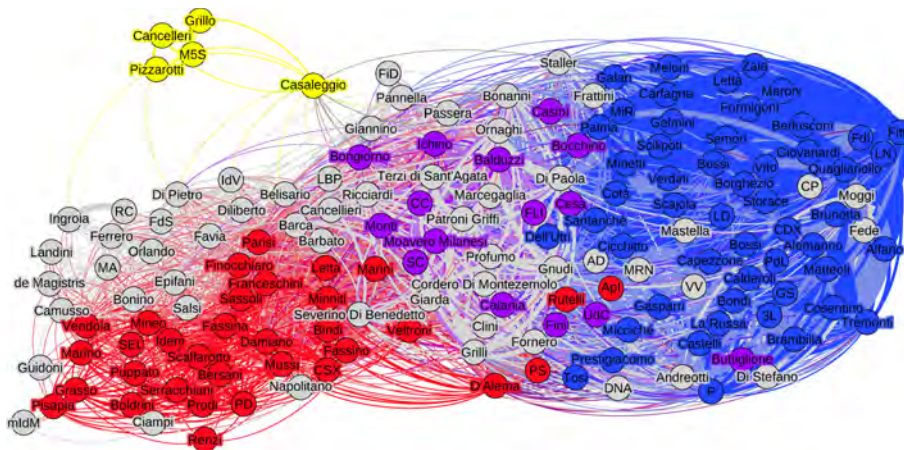 Grillo
Cancelleri
M5S
Pizzarotti
Casaleggio
FiD
Pannella
Passera
Giannino
Bongiorno
Ichino
Staller
Bonanni
Casini
Frattini
Ornaghi
Balduzzi
Bocchino
Galan
Meloni
Carfagna
Letta
Zaia
Maroni
Formigoni
MIR
Palma
Gelmini
Berlusconi
Scilipoti
Sernori
Fitto
FdI
LN
Giovanardi
Quagliariello
Minetti
Bossi
Vito
Verdini
Borghezio
Storace
Cota
Scajola
Santanchè
CP
Moggi
Brunetta
Fede
Alfano
LD
CDX
Mastella
Alemanno
Cicchitto
Bossi
PdL
Capezzona
Calderoli
Matteoli
AD
MRN
VV
Bondi
GS
Cosentino
Tremonti
3L
Gasparri
La Russa
Miccichè
Castelli
Brambilla
Prestigiacomo
Buttiglione
Di Stefano
Andreotti
Tosi
DNA
P
Di Pietro
IdV
Belisario
LBP
Ricciardi
Terzi di Sant'Agata
Di Paola
Marcegaglia
CC
Cesa
FLI
Dell'Utri
Diliberto
Cancellieri
Patroni Griffi
Barca
Monti
Barbato
Moavero Milanesi
Profumo
SC
Ingroia
RC
FdS
Ferrero
Favia
Landini
Orlando
Parisi
MA
Finocchiaro
Letta
Marini
Cordero Di Montezemolo
Gnudi
de Magistris
Epifani
Franceschini
Giarda
Rutelli
ApI
Bonino
Salsi
Sassoli
Minniti
Catania
Camusso
Severino Di Benedetto
UdC
Vendola
Mineo
Fassina
Bindi
Veltroni
Clini
Fini
SEL
Idem
Damiano
Fornero
Marino
Scalfarotto
Fassino
Grilli
Guidoni
Puppato
Bersani
Mussi
CSX
PS
Grasso
Serracchiani
Napolitano
D'Alema
Pisapia
Boldrini
Prodi
PD
mIdM
Ciampi
Renzi